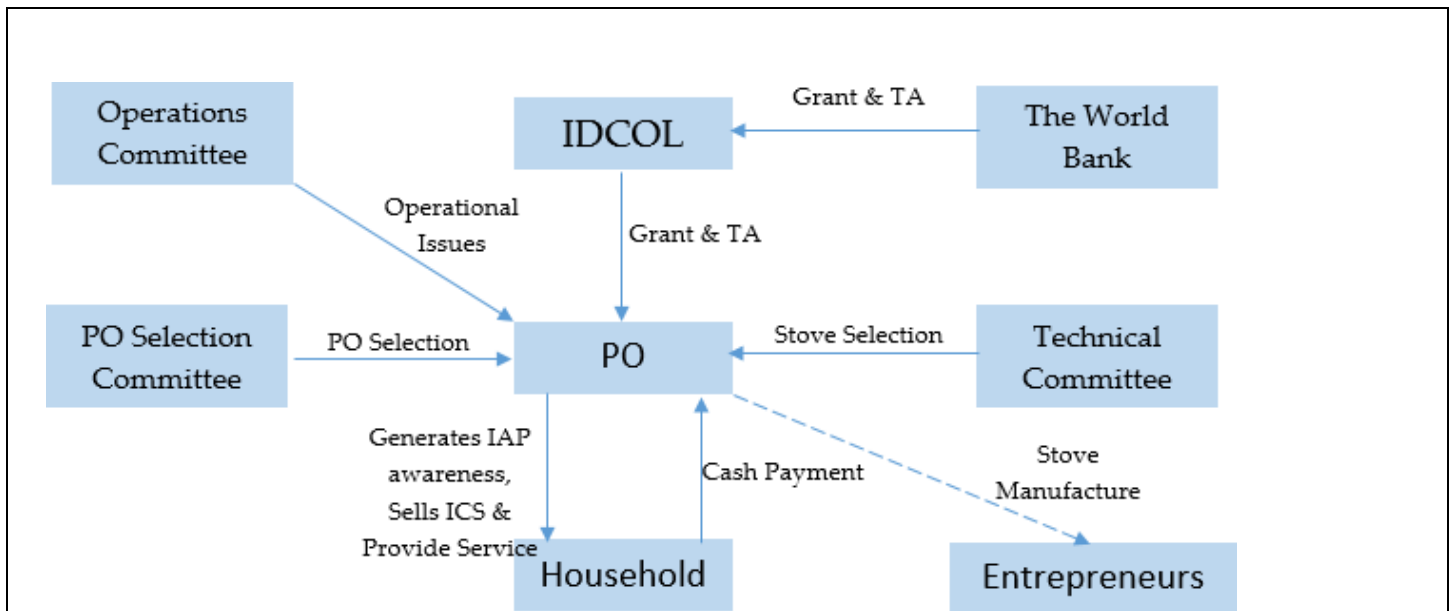 Operations
Committee
IDCOL
Grant & TA
The World
Bank
Operational
Issues
Grant & TA
PO Selection
Committee
PO Selection
PO
Stove Selection
Technical
Committee
Generates IAP
awareness,
Sells ICS &
Provide Service
Cash Payment
Stove
Manufacture
Household
Entrepreneurs